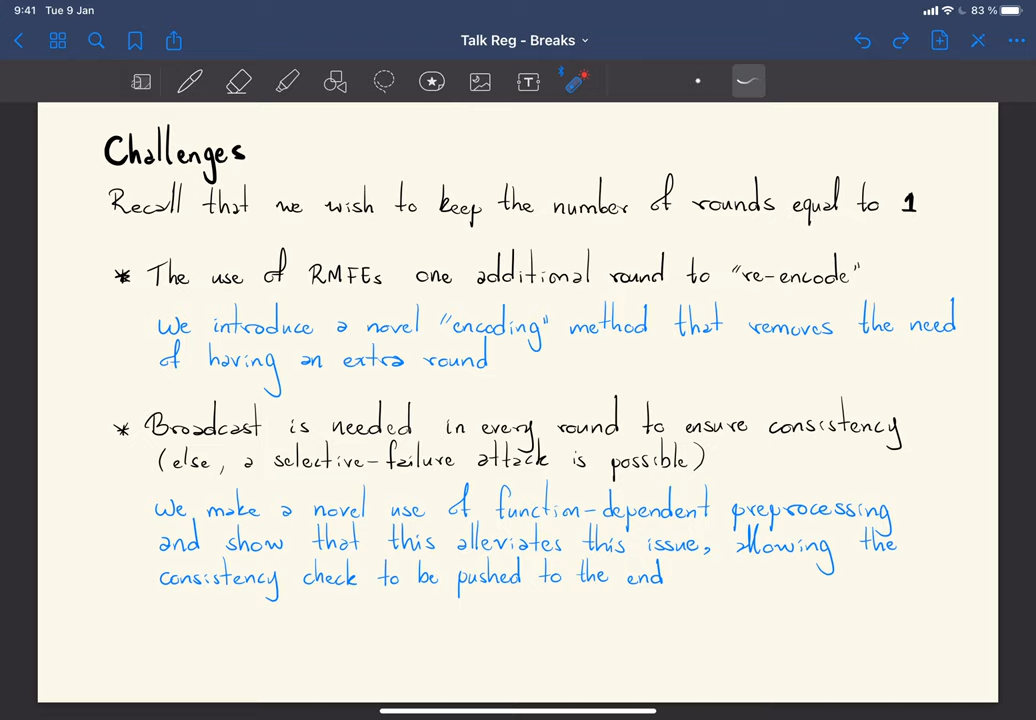 9:41 Tue 9 Jan
83 %
Talk Reg - Breaks
T
Challenges
Recall that we wish to keep the number of rounds equal to 1
* The use of RMFEs one additional round to "re-encode"
We introduce a novel "encoding" method that removes the need
of having an extra round
* Broadcast is needed in every round to ensure consistency
(else, a selective-failure attack is possible)
We make a novel use of function-dependent preprocessing
and show that this alleviates this issue, allowing the
consistency check to be pushed to the end